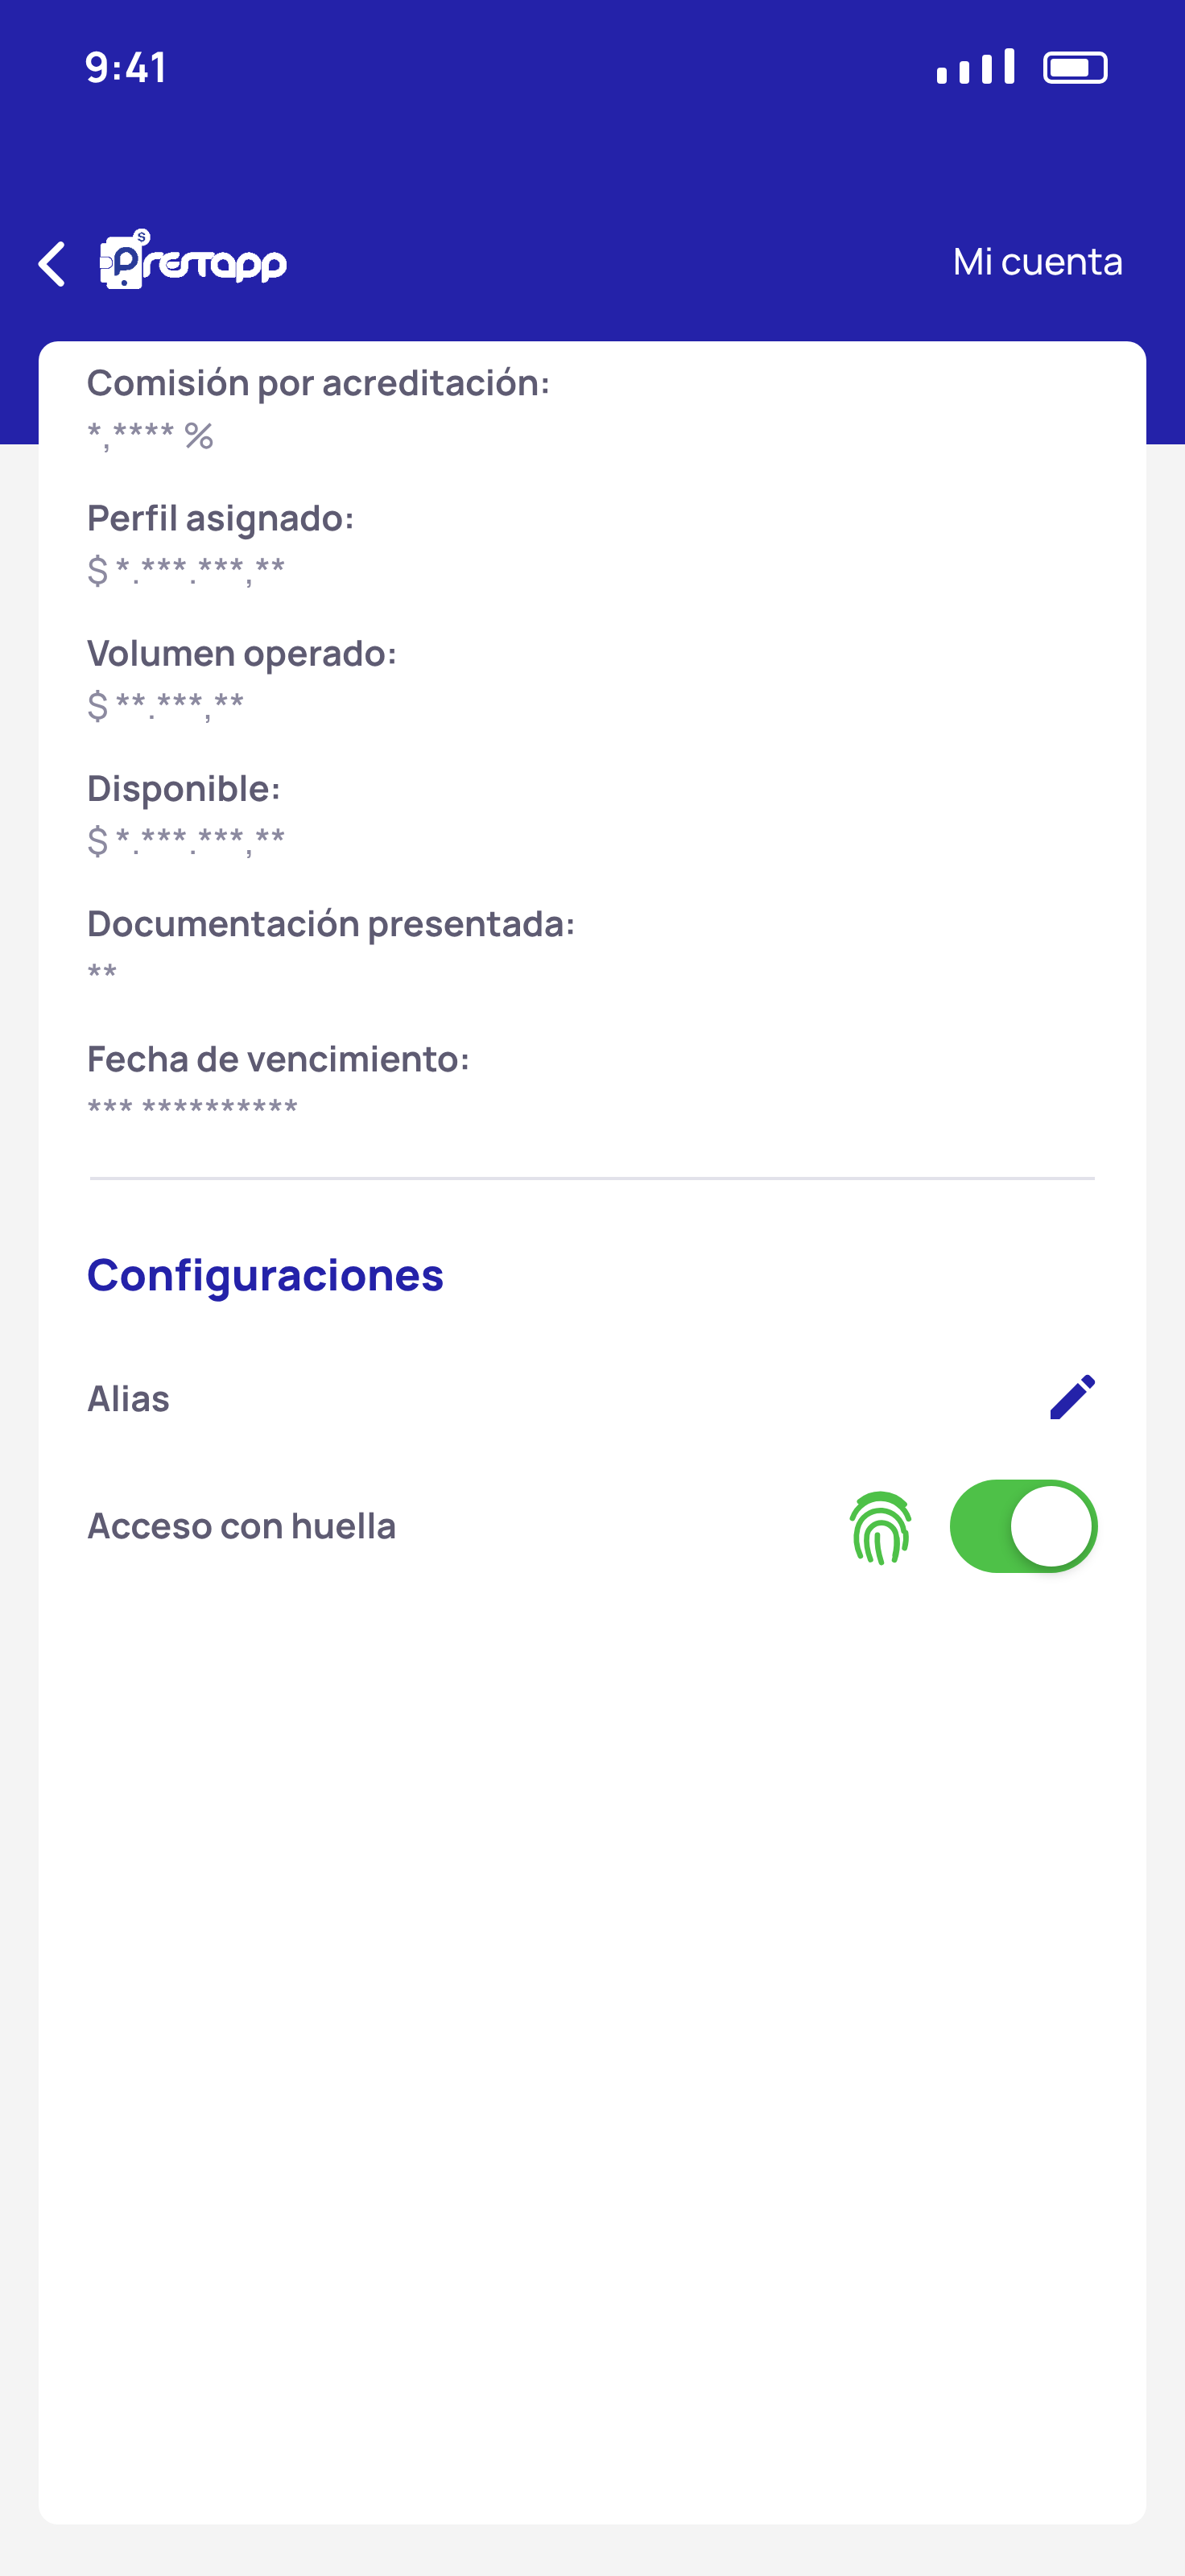 9:41
Prestapp
Mi cuenta
Comisión por acreditación:
*,**** %
Perfil asignado:
$ *.***.***,**
Volumen operado:
$ **.***,**
Disponible:
$ *.***.***,**
Documentación presentada:
**
Fecha de vencimiento:
*** **********
Configuraciones
Alias
Acceso con huella